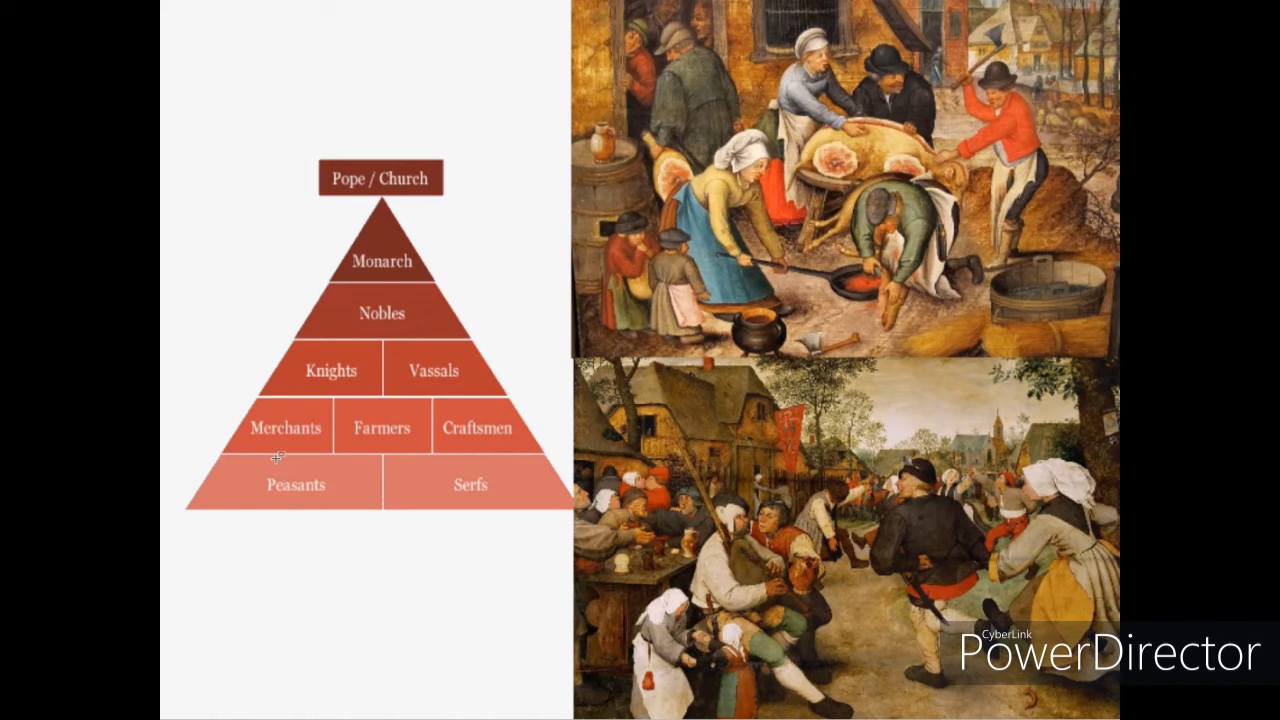 Pope / Church
Monarch
Nobles
Knights Vassals
Merchants Farmers Craftsmen
Peasants Serfs
CyberLink
PowerDirector